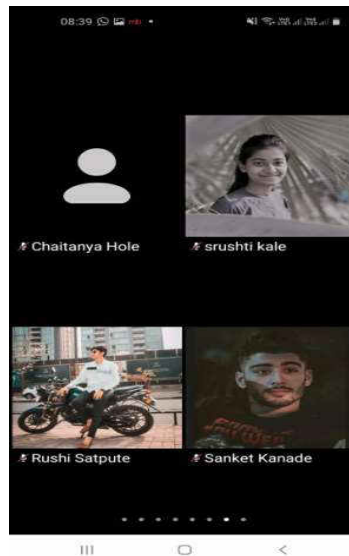 08:39
Chaitanya Hole
srushti kale
Rushi Satpute
Sanket Kanade